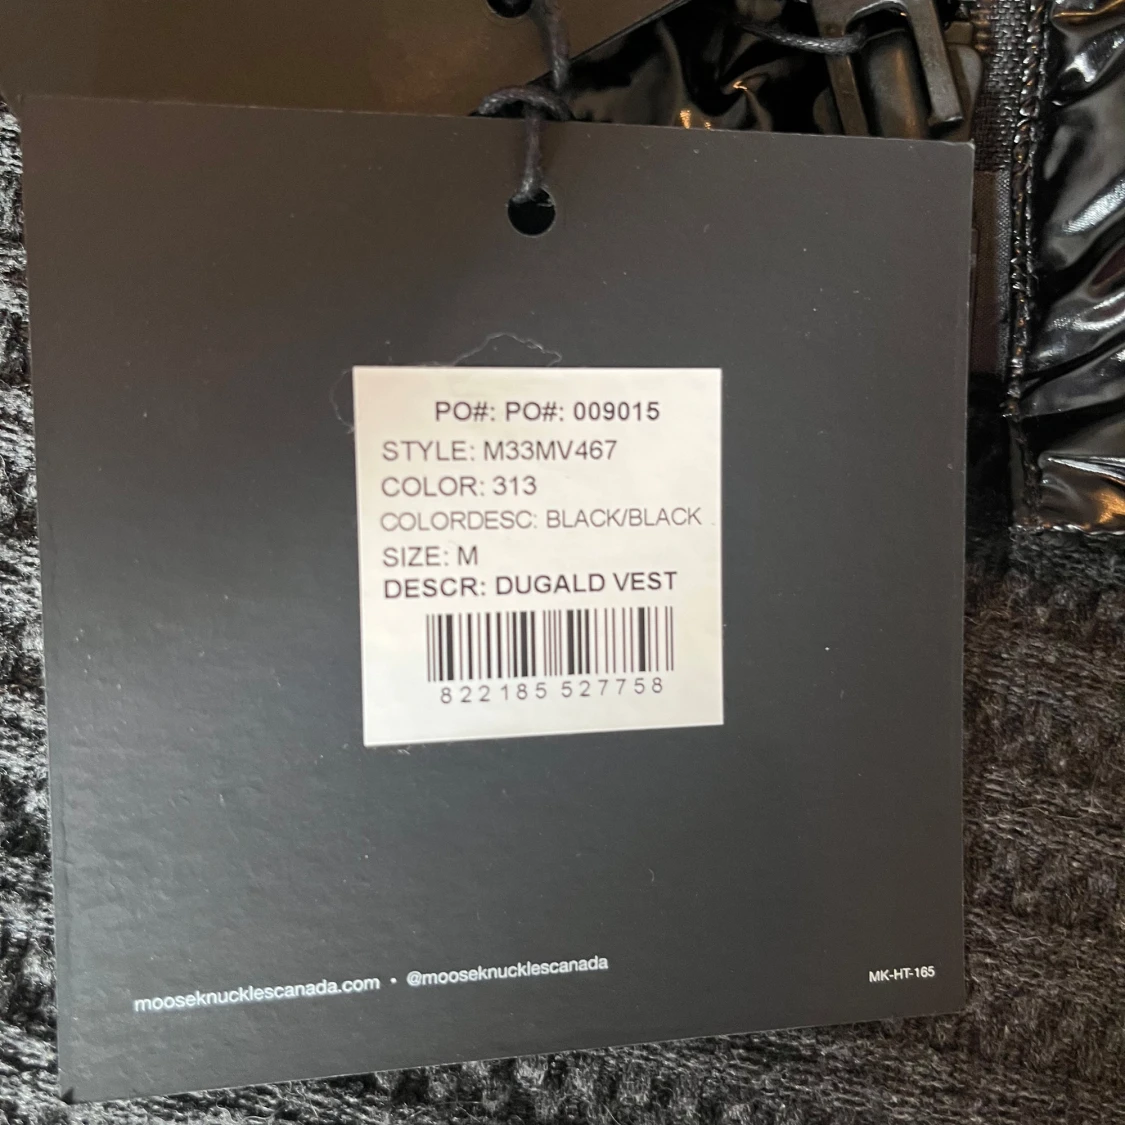 PO#: PO#: 009015
STYLE: M33MV467
COLOR: 313
COLORDESC: BLACK/BLACK
SIZE: M
DESCR: DUGALD VEST
822185 527758
mooseknucklescanada.com • @mooseknucklescanada
MK-HT-165